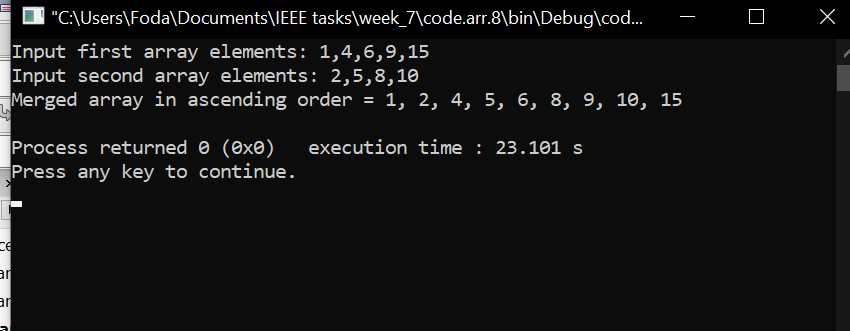 "C:\Users\Foda\Documents\IEEE tasks\week_7\code.arr.8\bin\Debug\cod...
Input first array elements: 1,4,6,9,15
Input second array elements: 2,5,8,10
Merged array in ascending order = 1, 2, 4, 5, 6, 8, 9, 10, 15
Process returned 0 (0x0)   execution time : 23.101 s
Press any key to continue.